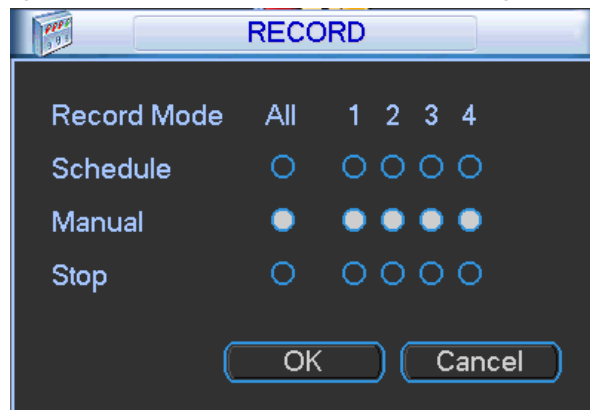 RECORD
Record Mode All 1 2 3 4
Schedule
Manual
Stop
OK Cancel